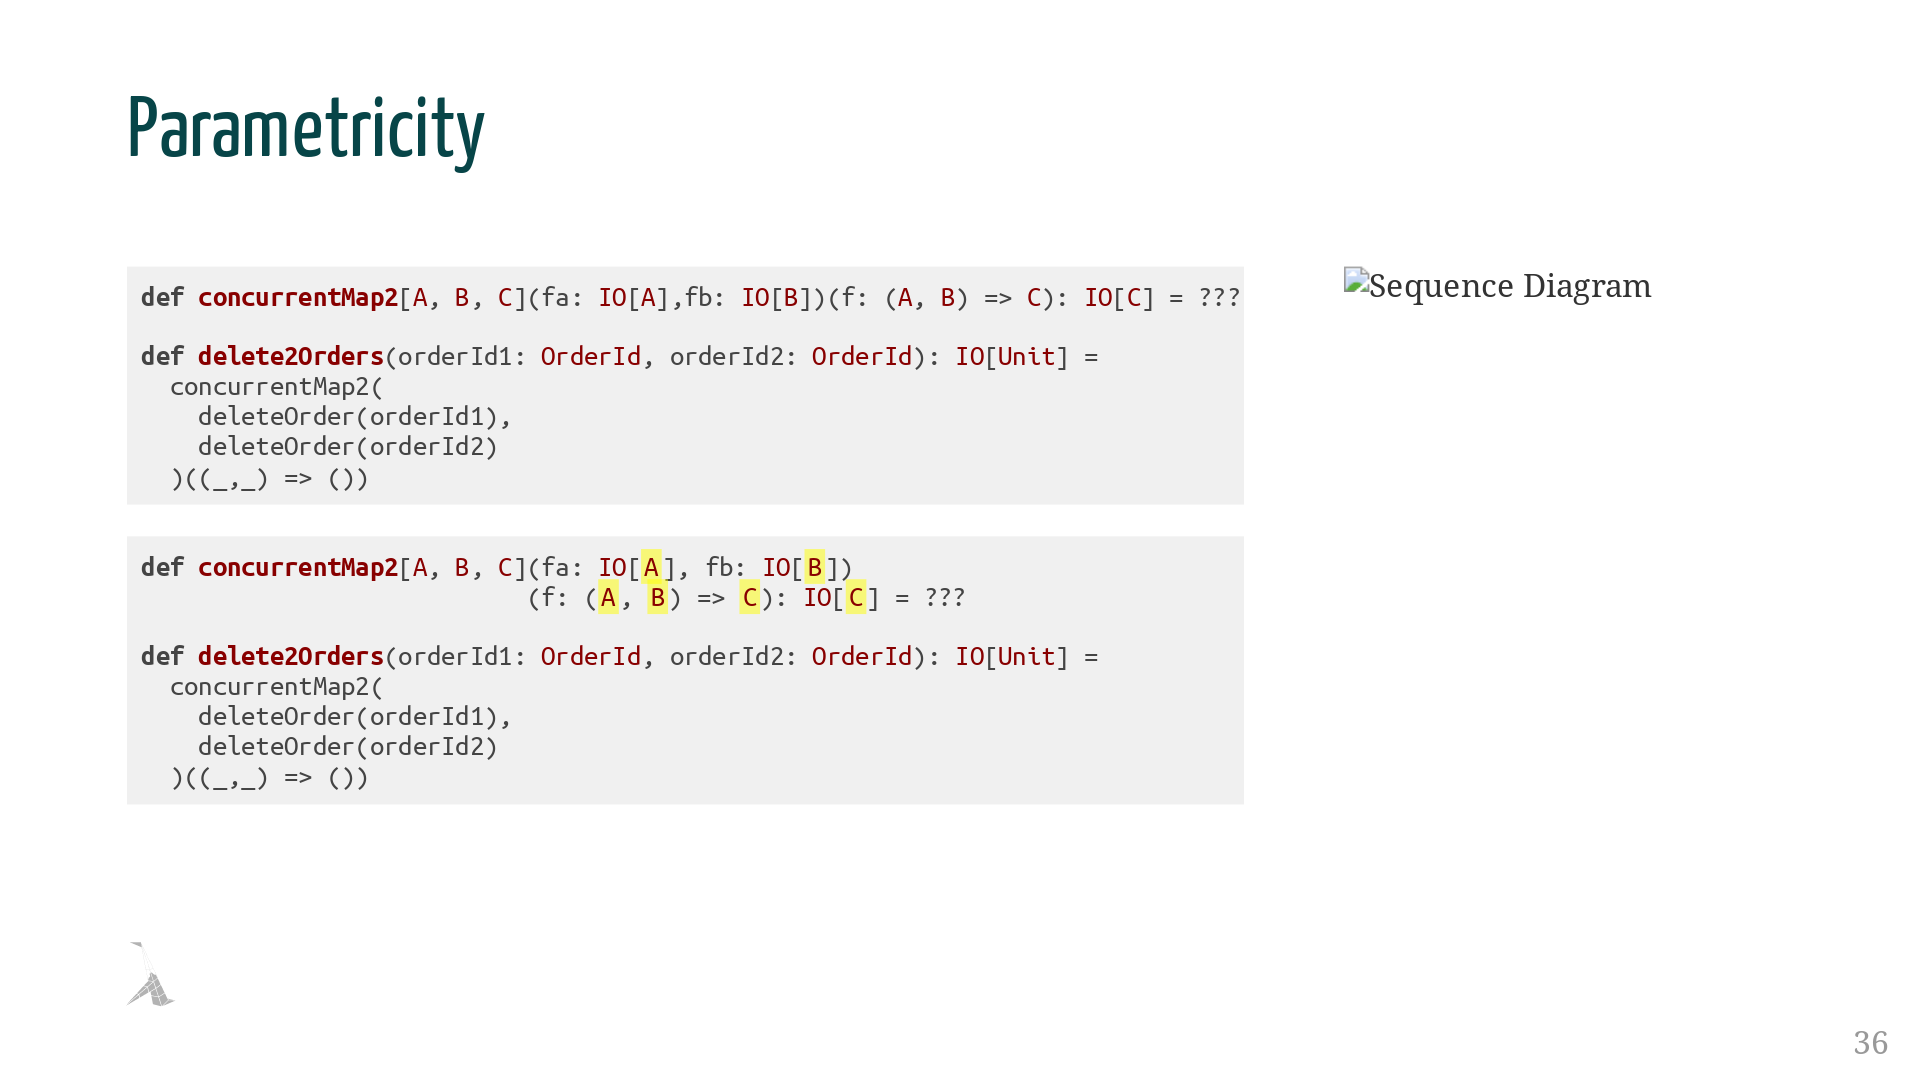 Parametricity
def concurrentMap2[A, B, C](fa: IO[A],fb: IO[B])(f: (A, B) => C): IO[C] = ???
def delete2Orders(orderId1: OrderId, orderId2: OrderId): IO[Unit] =
  concurrentMap2(
    deleteOrder(orderId1),
    deleteOrder(orderId2)
  )((_,_) => ())
Sequence Diagram
def concurrentMap2[A, B, C](fa: IO[A], fb: IO[B])
                           (f: (A, B) => C): IO[C] = ???
def delete2Orders(orderId1: OrderId, orderId2: OrderId): IO[Unit] =
  concurrentMap2(
    deleteOrder(orderId1),
    deleteOrder(orderId2)
  )((_,_) => ())
36